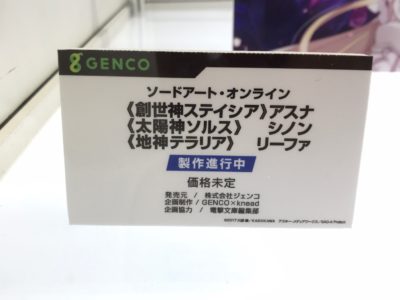 GENCO
ソードアート・オンライン
《創世神ステイシア》アスナ
《太陽神ソルス》 シノン
《地神テラリア》 リーファ
製作進行中
価格未定
発売元 / 株式会社ジェンコ
企画制作 / GENCO×knead
企画協力 / 電撃文庫編集部